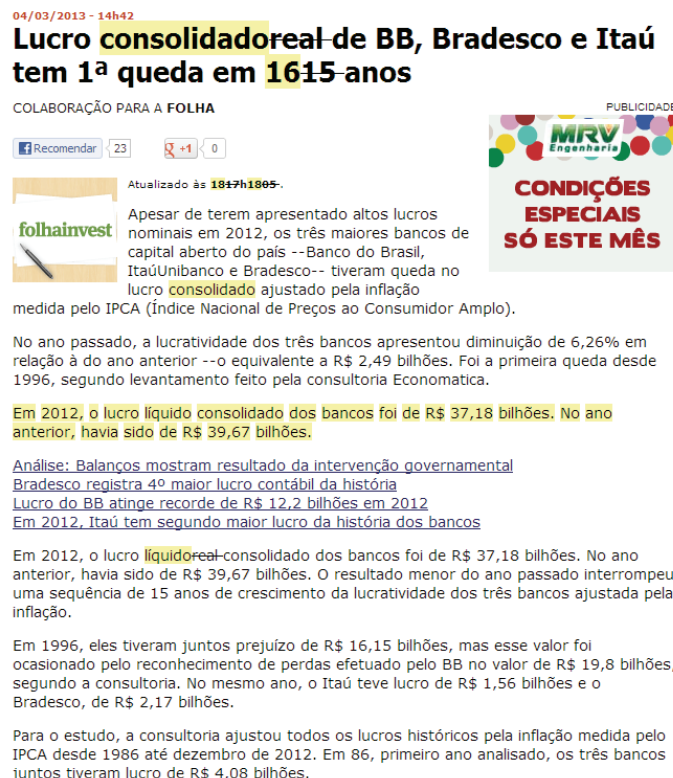 04/03/2013 - 14h42
Lucro consolidadoreal de BB, Bradesco e Itaú
tem 1ª queda em 1615 anos
COLABORAÇÃO PARA A FOLHA
PUBLICIDADE
Recomendar 23
+1 0
MRV
Engenharia
CONDIÇÕES
ESPECIAIS
SÓ ESTE MÊS
folhainvest
Atualizado às 1817h1805.
Apesar de terem apresentado altos lucros
nominais em 2012, os três maiores bancos de
capital aberto do país --Banco do Brasil,
ItaúUnibanco e Bradesco-- tiveram queda no
lucro consolidado ajustado pela inflação
medida pelo IPCA (Índice Nacional de Preços ao Consumidor Amplo).
No ano passado, a lucratividade dos três bancos apresentou diminuição de 6,26% em
relação à do ano anterior --o equivalente a R$ 2,49 bilhões. Foi a primeira queda desde
1996, segundo levantamento feito pela consultoria Economatica.
Em 2012, o lucro líquido consolidado dos bancos foi de R$ 37,18 bilhões. No ano
anterior, havia sido de R$ 39,67 bilhões.
Análise: Balanços mostram resultado da intervenção governamental
Bradesco registra 4º maior lucro contábil da história
Lucro do BB atinge recorde de R$ 12,2 bilhões em 2012
Em 2012, Itaú tem segundo maior lucro da história dos bancos
Em 2012, o lucro líquidoreal consolidado dos bancos foi de R$ 37,18 bilhões. No ano
anterior, havia sido de R$ 39,67 bilhões. O resultado menor do ano passado interrompeu
uma sequência de 15 anos de crescimento da lucratividade dos três bancos ajustada pela
inflação.
Em 1996, eles tiveram juntos prejuízo de R$ 16,15 bilhões, mas esse valor foi
ocasionado pelo reconhecimento de perdas efetuado pelo BB no valor de R$ 19,8 bilhões,
segundo a consultoria. No mesmo ano, o Itaú teve lucro de R$ 1,56 bilhões e o
Bradesco, de R$ 2,17 bilhões.
Para o estudo, a consultoria ajustou todos os lucros históricos pela inflação medida pelo
IPCA desde 1986 até dezembro de 2012. Em 86, primeiro ano analisado, os três bancos
juntos tiveram lucro de R$ 4,08 bilhões.